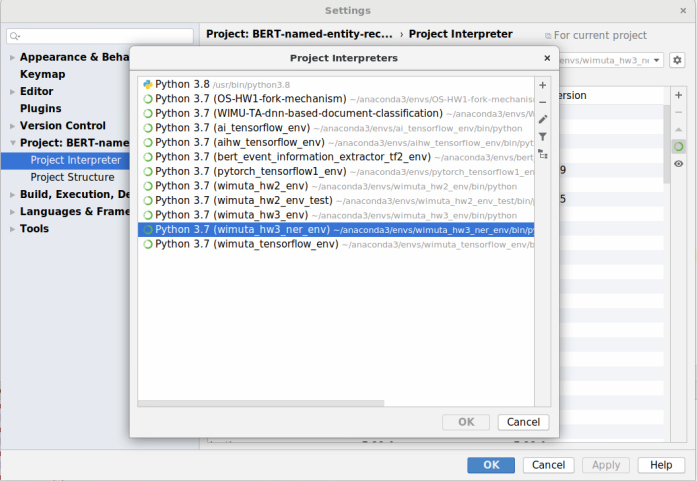 Settings
Project: BERT-named-entity-rec... › Project Interpreter
For current project
Appearance & Beha
Keymap
Editor
Plugins
Version Control
Project: BERT-name
Project Interpreter
Project Structure
Build, Execution, De
Languages & Frame
Tools
Project Interpreters
Python 3.8 /usr/bin/python3.8
Python 3.7 (OS-HW1-fork-mechanism) ~/anaconda3/envs/OS-HW1-fork-mechanis
Python 3.7 (WIMU-TA-dnn-based-document-classification) ~/anaconda3/envs/W
Python 3.7 (ai_tensorflow_env) ~/anaconda3/envs/ai_tensorflow_env/bin/python
Python 3.7 (aihw_tensorflow_env) ~/anaconda3/envs/aihw_tensorflow_env/bin/pyt
Python 3.7 (bert_event_information_extractor_tf2_env) ~/anaconda3/envs/bert
Python 3.7 (pytorch_tensorflow1_env) ~/anaconda3/envs/pytorch_tensorflow1_en
Python 3.7 (wimuta_hw2_env) ~/anaconda3/envs/wimuta_hw2_env/bin/python
Python 3.7 (wimuta_hw2_env_test) ~/anaconda3/envs/wimuta_hw2_env_test/bin/
Python 3.7 (wimuta_hw3_env) ~/anaconda3/envs/wimuta_hw3_env/bin/python
Python 3.7 (wimuta_hw3_ner_env) ~/anaconda3/envs/wimuta_hw3_ner_env/bin/py
Python 3.7 (wimuta_tensorflow_env) ~/anaconda3/envs/wimuta_tensorflow_env/b
OK Cancel
envs/wimuta_hw3_ne
ersion
9
5
OK Cancel Apply Help